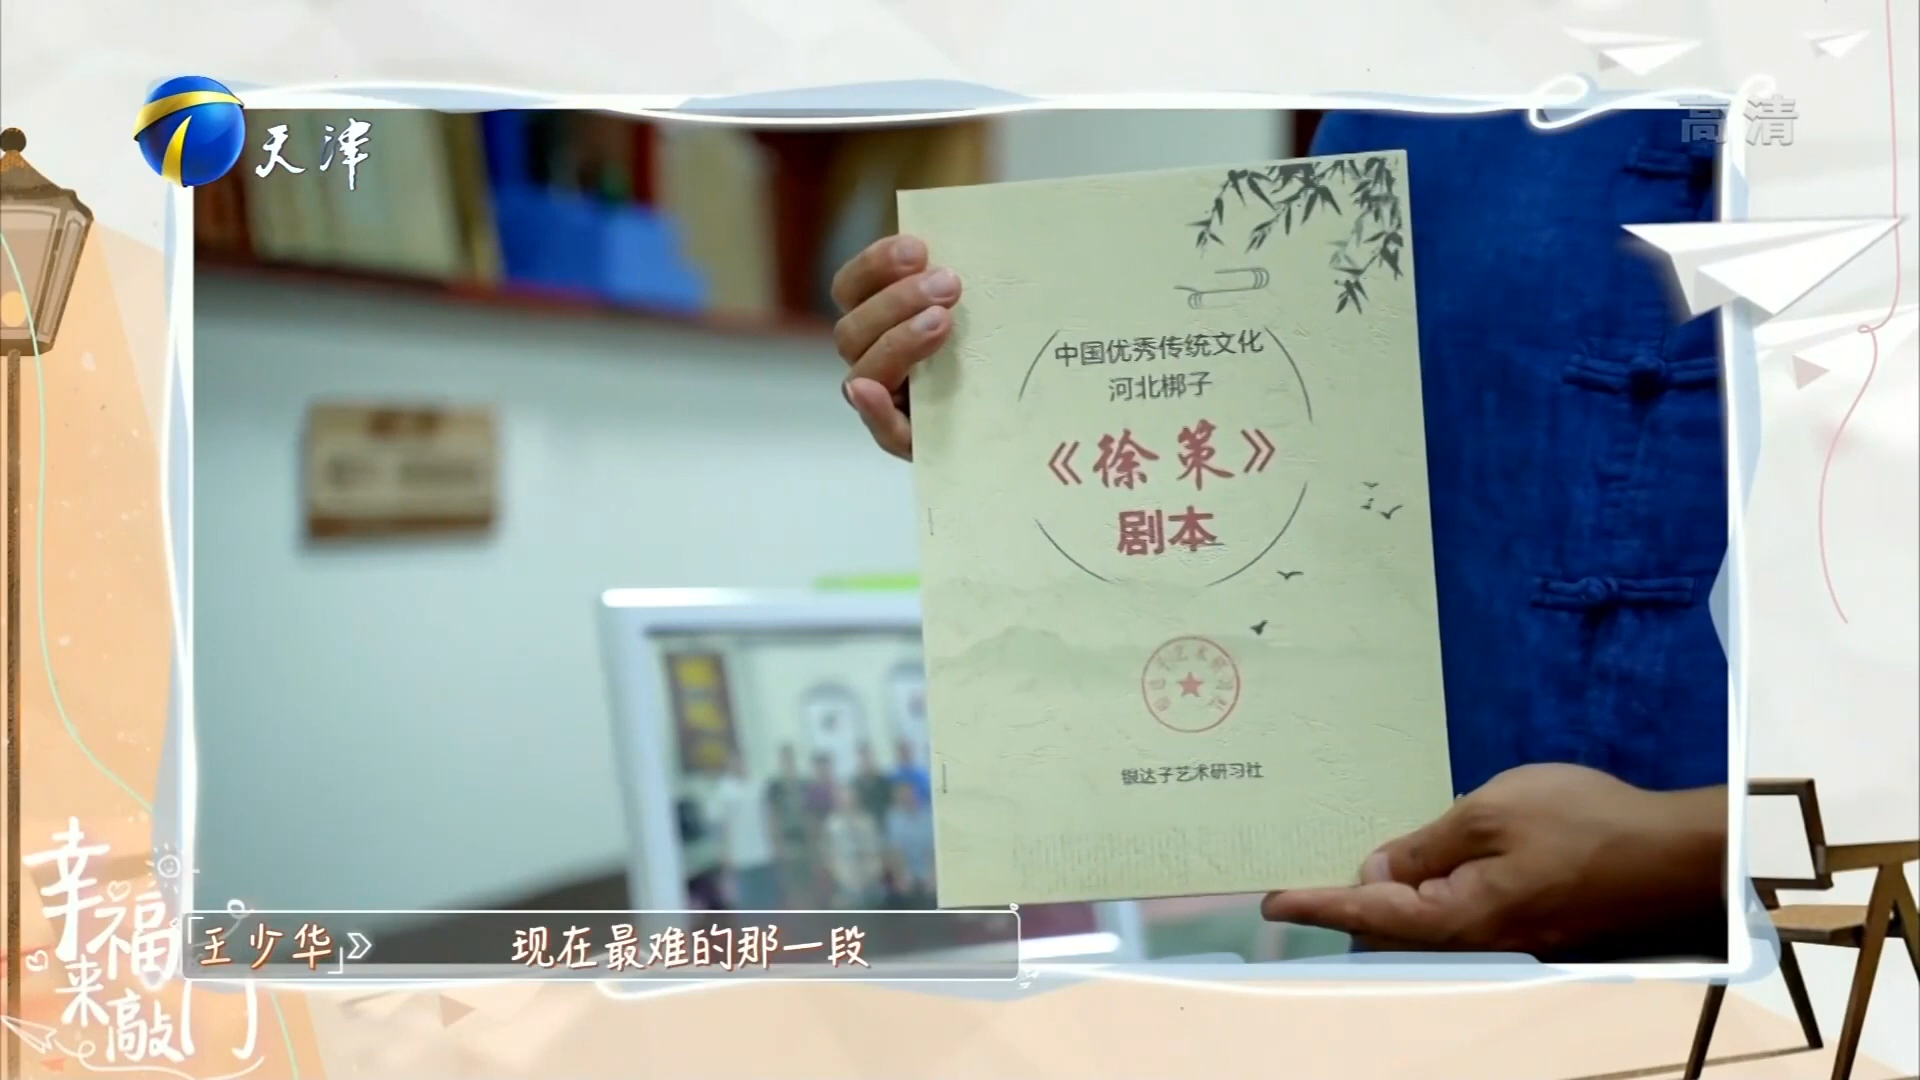 天津
高清
中国优秀传统文化
河北梆子
《徐策》
剧本
银达子艺术研习社
王少华
现在最难的那一段
幸福来敲门